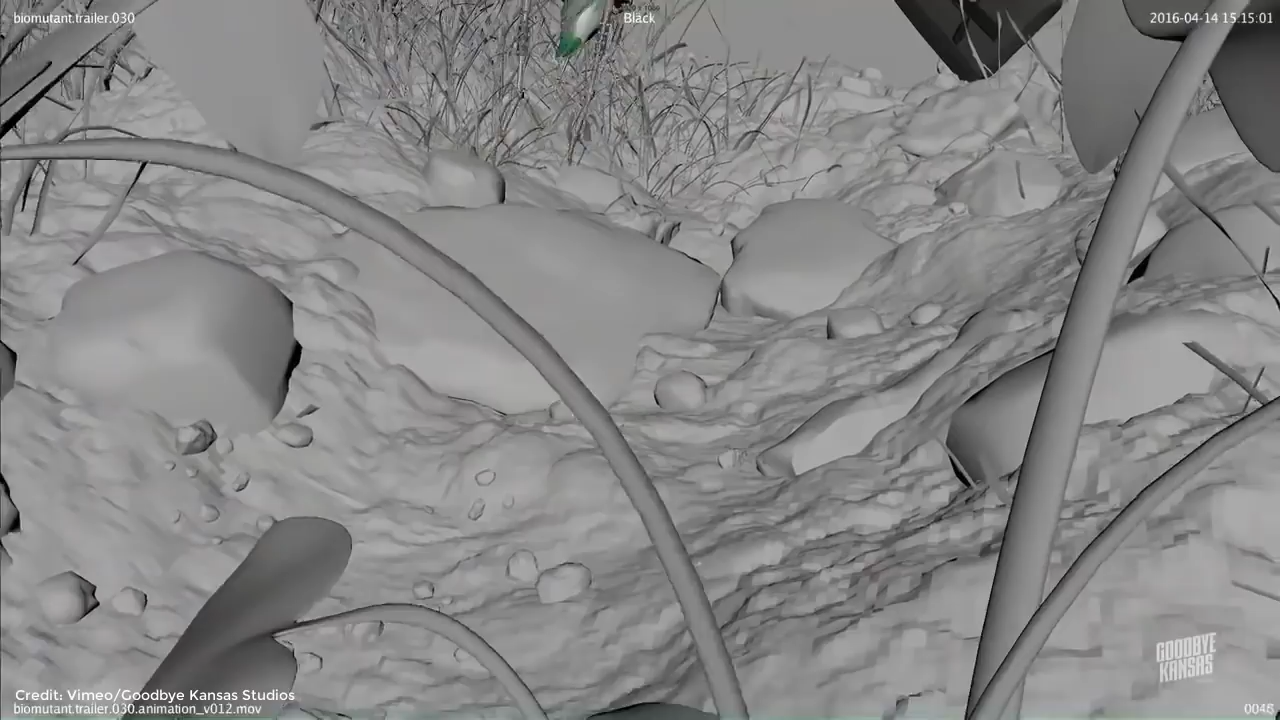 biomutant.trailer.030
Black
2016-04-14 15:15:01
GOODBYE
KANSAS
Credit: Vimeo/Goodbye Kansas Studios
biomutant.trailer.030.animation_v012.mov